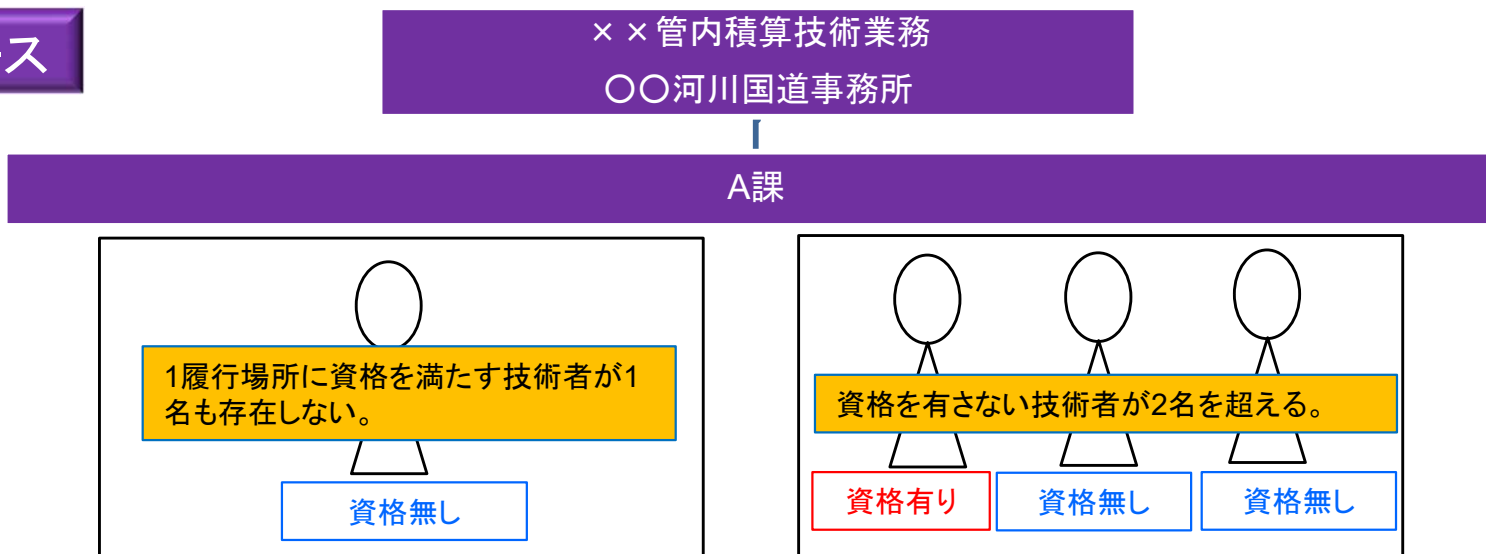 ース
××管内積算技術業務
〇〇河川国道事務所
A課
1履行場所に資格を満たす技術者が1
名も存在しない。
資格を有さない技術者が2名を超える。
資格無し
資格有り
資格無し
資格無し